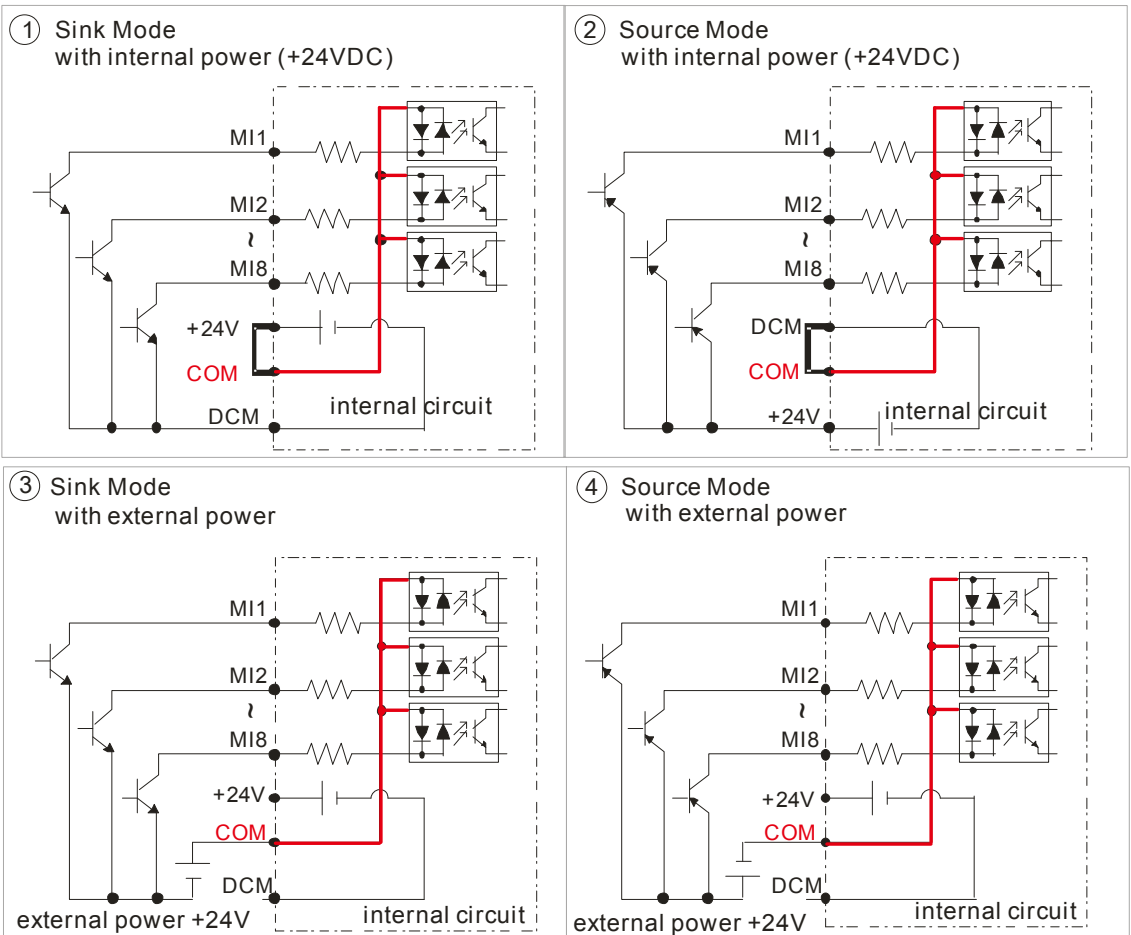 1 Sink Mode
with internal power (+24VDC)
MI1
MI2
~
MI8
+24V
COM
DCM
internal circuit
2 Source Mode
with internal power (+24VDC)
MI1
MI2
~
MI8
DCM
COM
+24V
internal circuit
3 Sink Mode
with external power
MI1
MI2
~
MI8
+24V
COM
DCM
external power +24V
internal circuit
4 Source Mode
with external power
MI1
MI2
~
MI8
+24V
COM
DCM
external power +24V
internal circuit